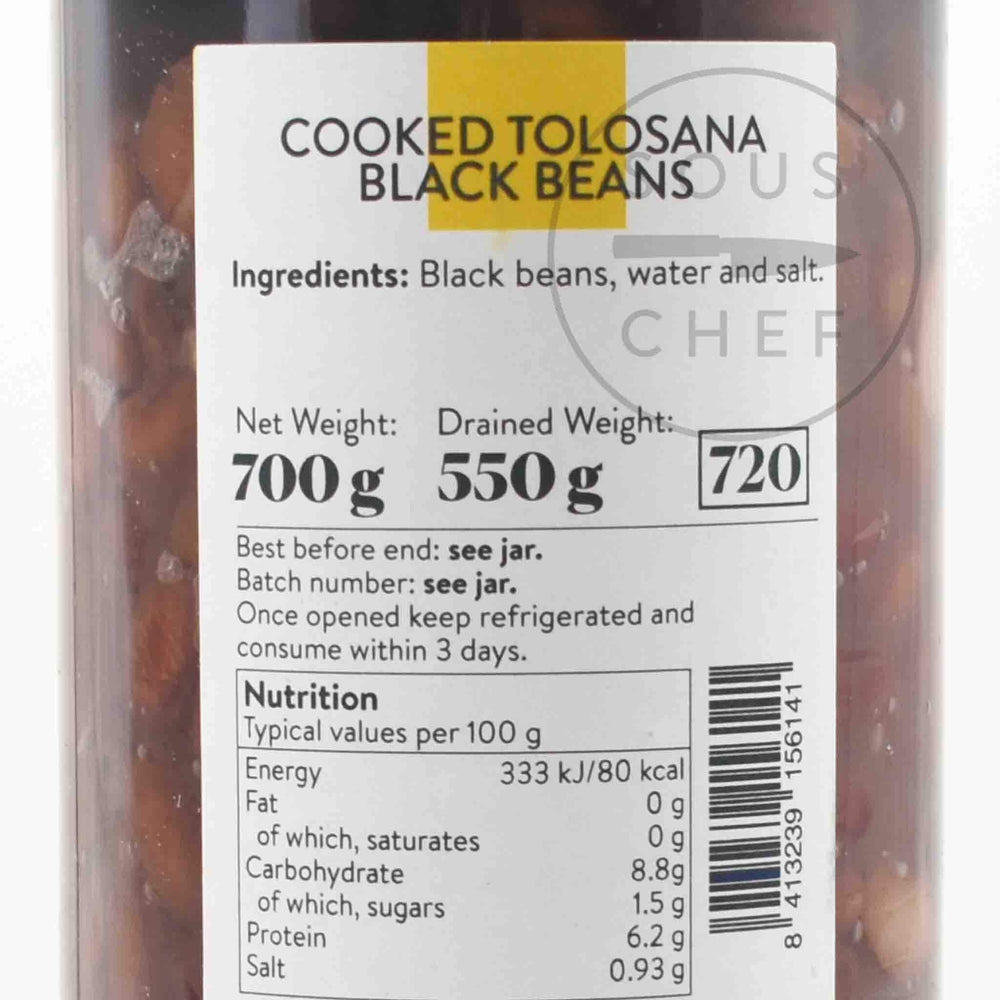 COOKED TOLOSANA
BLACK BEANS
SOUS
CHEF
Ingredients: Black beans, water and salt.
Net Weight: Drained Weight:
700 g 550 g 720
Best before end: see jar.
Batch number: see jar.
Once opened keep refrigerated and
consume within 3 days.
Nutrition
Typical values per 100 g
Energy 333 kJ/80 kcal
Fat 0 g
of which, saturates 0 g
Carbohydrate 8.8g
of which, sugars 1.5 g
Protein 6.2 g
Salt 0.93 g
8 413239 156141